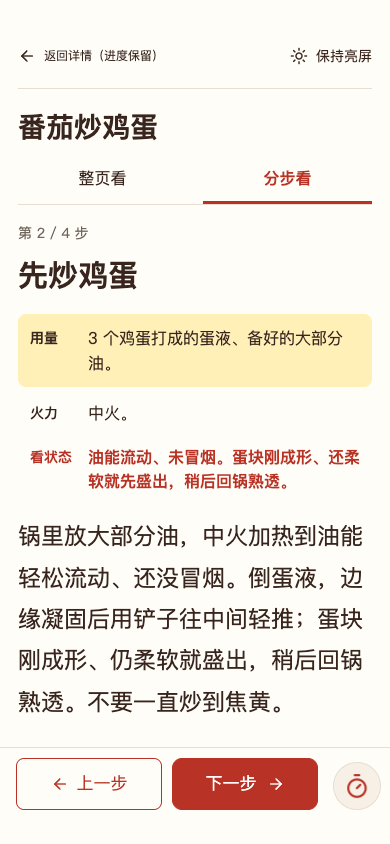 返回详情（进度保留）
保持亮屏
番茄炒鸡蛋
整页看
分步看
第 2 / 4 步
先炒鸡蛋
用量
3 个鸡蛋打成的蛋液、备好的大部分
油。
火力
中火。
看状态
油能流动、未冒烟。蛋块刚成形、还柔
软就先盛出，稍后回锅熟透。
锅里放大部分油，中火加热到油能
轻松流动、还没冒烟。倒蛋液，边
缘凝固后用铲子往中间轻推；蛋块
刚成形、仍柔软就盛出，稍后回锅
熟透。不要一直炒到焦黄。
上一步
下一步